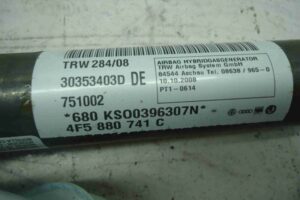 TRW 284/08
30353403D DE
751002
*680 KSO0396307N*
4F5 880 741 C
AIRBAG HYBRIDGASGENERATOR
TRW Airbag System GmbH
84544 Aschau Tel. 08638 / 965-0
10.10.2008
PT1-0614